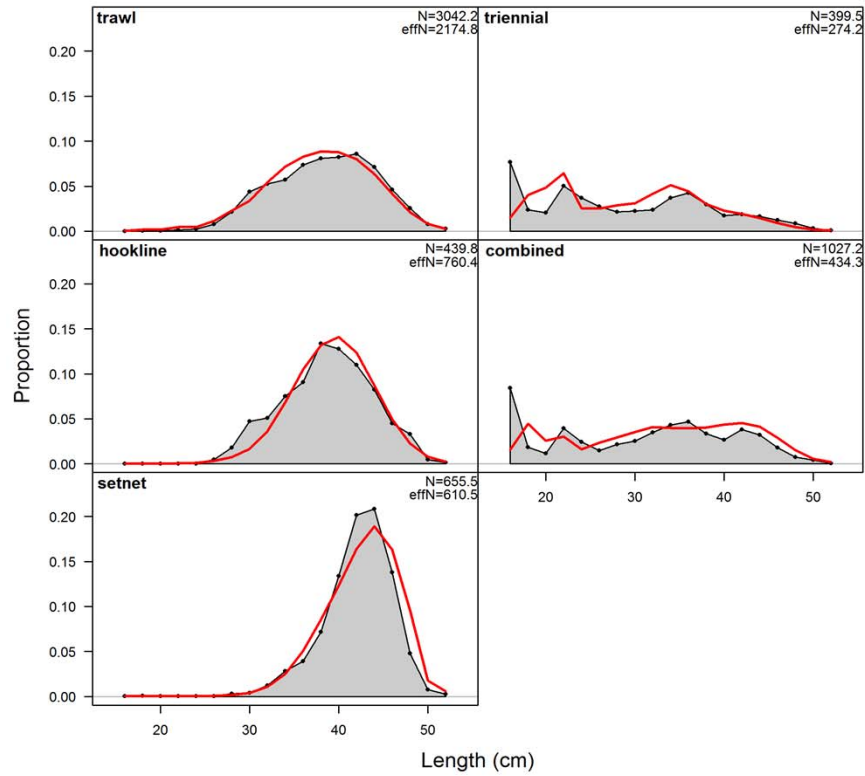 trawl
N=3042.2
effN=2174.8
triennial
N=399.5
effN=274.2
0.20
0.15
0.10
0.05
0.00
hookline
N=439.8
effN=760.4
combined
N=1027.2
effN=434.3
0.20
0.15
0.10
0.05
0.00
Proportion
20 30 40 50
setnet
N=655.5
effN=610.5
0.20
0.15
0.10
0.05
0.00
20 30 40 50
Length (cm)